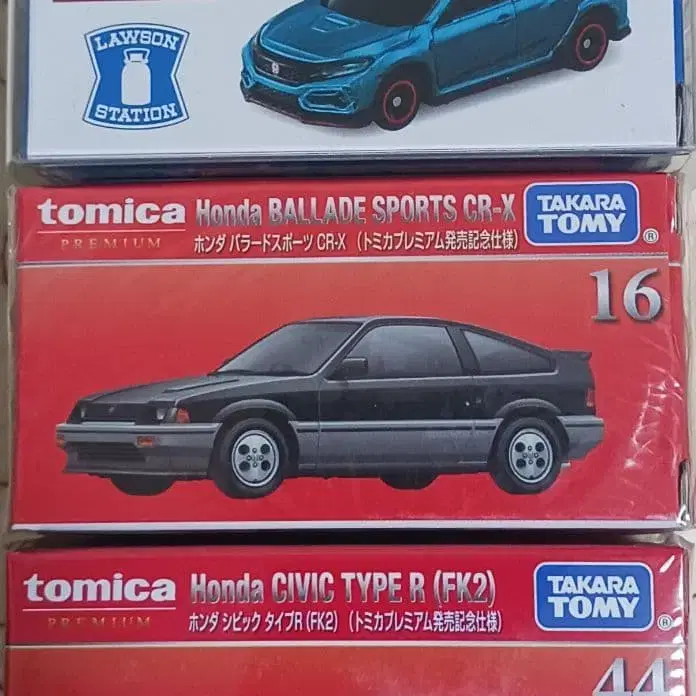 LAWSON
STATION
tomica
PREMIUM
Honda BALLADE SPORTS CR-X
ホンダ バラードスポーツ CR-X （トミカプレミアム発売記念仕様）
TAKARA
TOMY
®
16
tomica
PREMIUM
Honda CIVIC TYPE R (FK2)
ホンダ シビック タイプR (FK2) （トミカプレミアム発売記念仕様）
TAKARA
TOMY
®
44